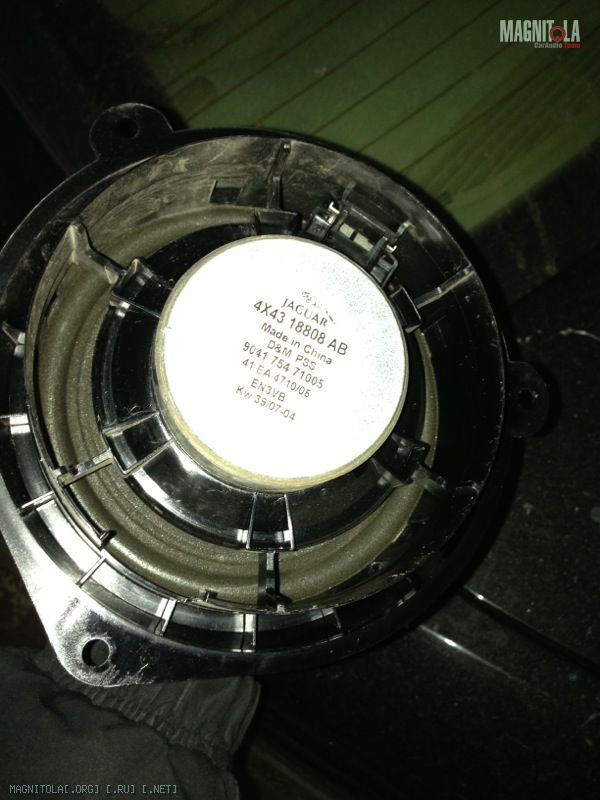 MAGNITOLA
CarAudio Team
JAGUAR
4X43 18808 AB
Made in China
D&M PSS
9041 754 71005
41 EA 4710/05
EN3VB
Kw 39/07-04
MAGNITOLA[.ORG] [.RU] [.NET]